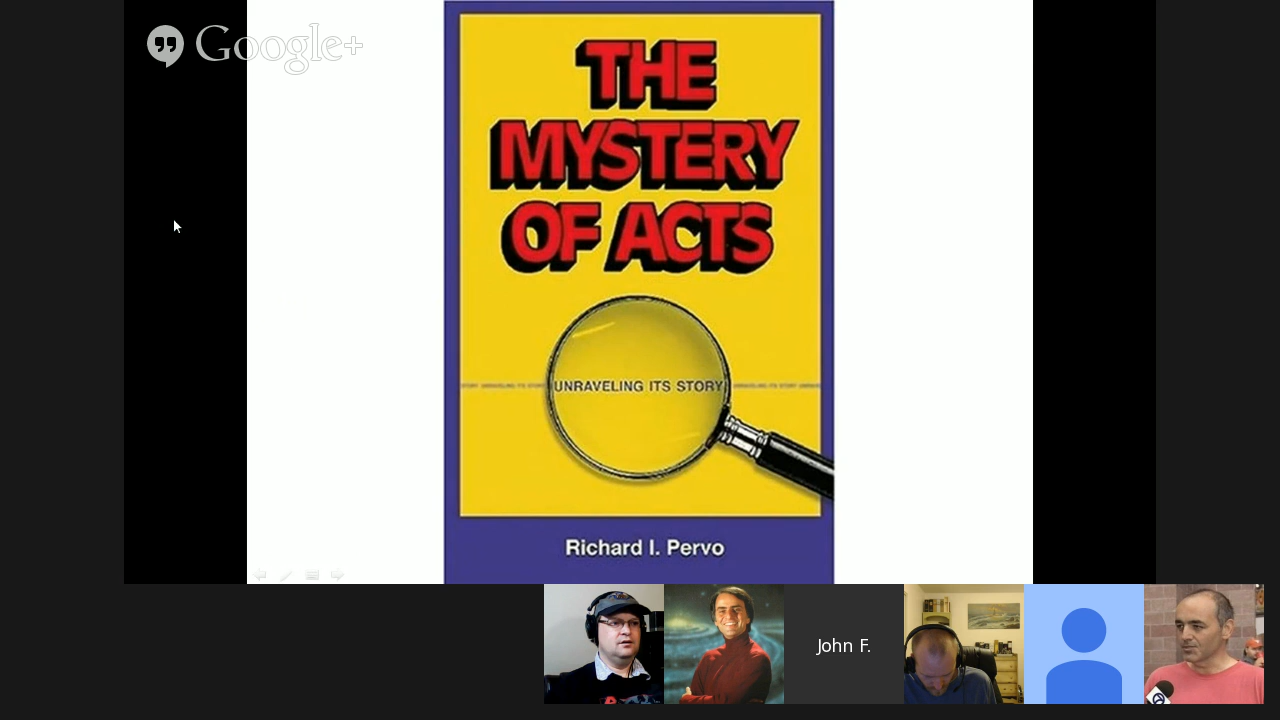 Google+
THE
MYSTERY
OF ACTS
UNRAVELING ITS STORY
Richard I. Pervo
John F.